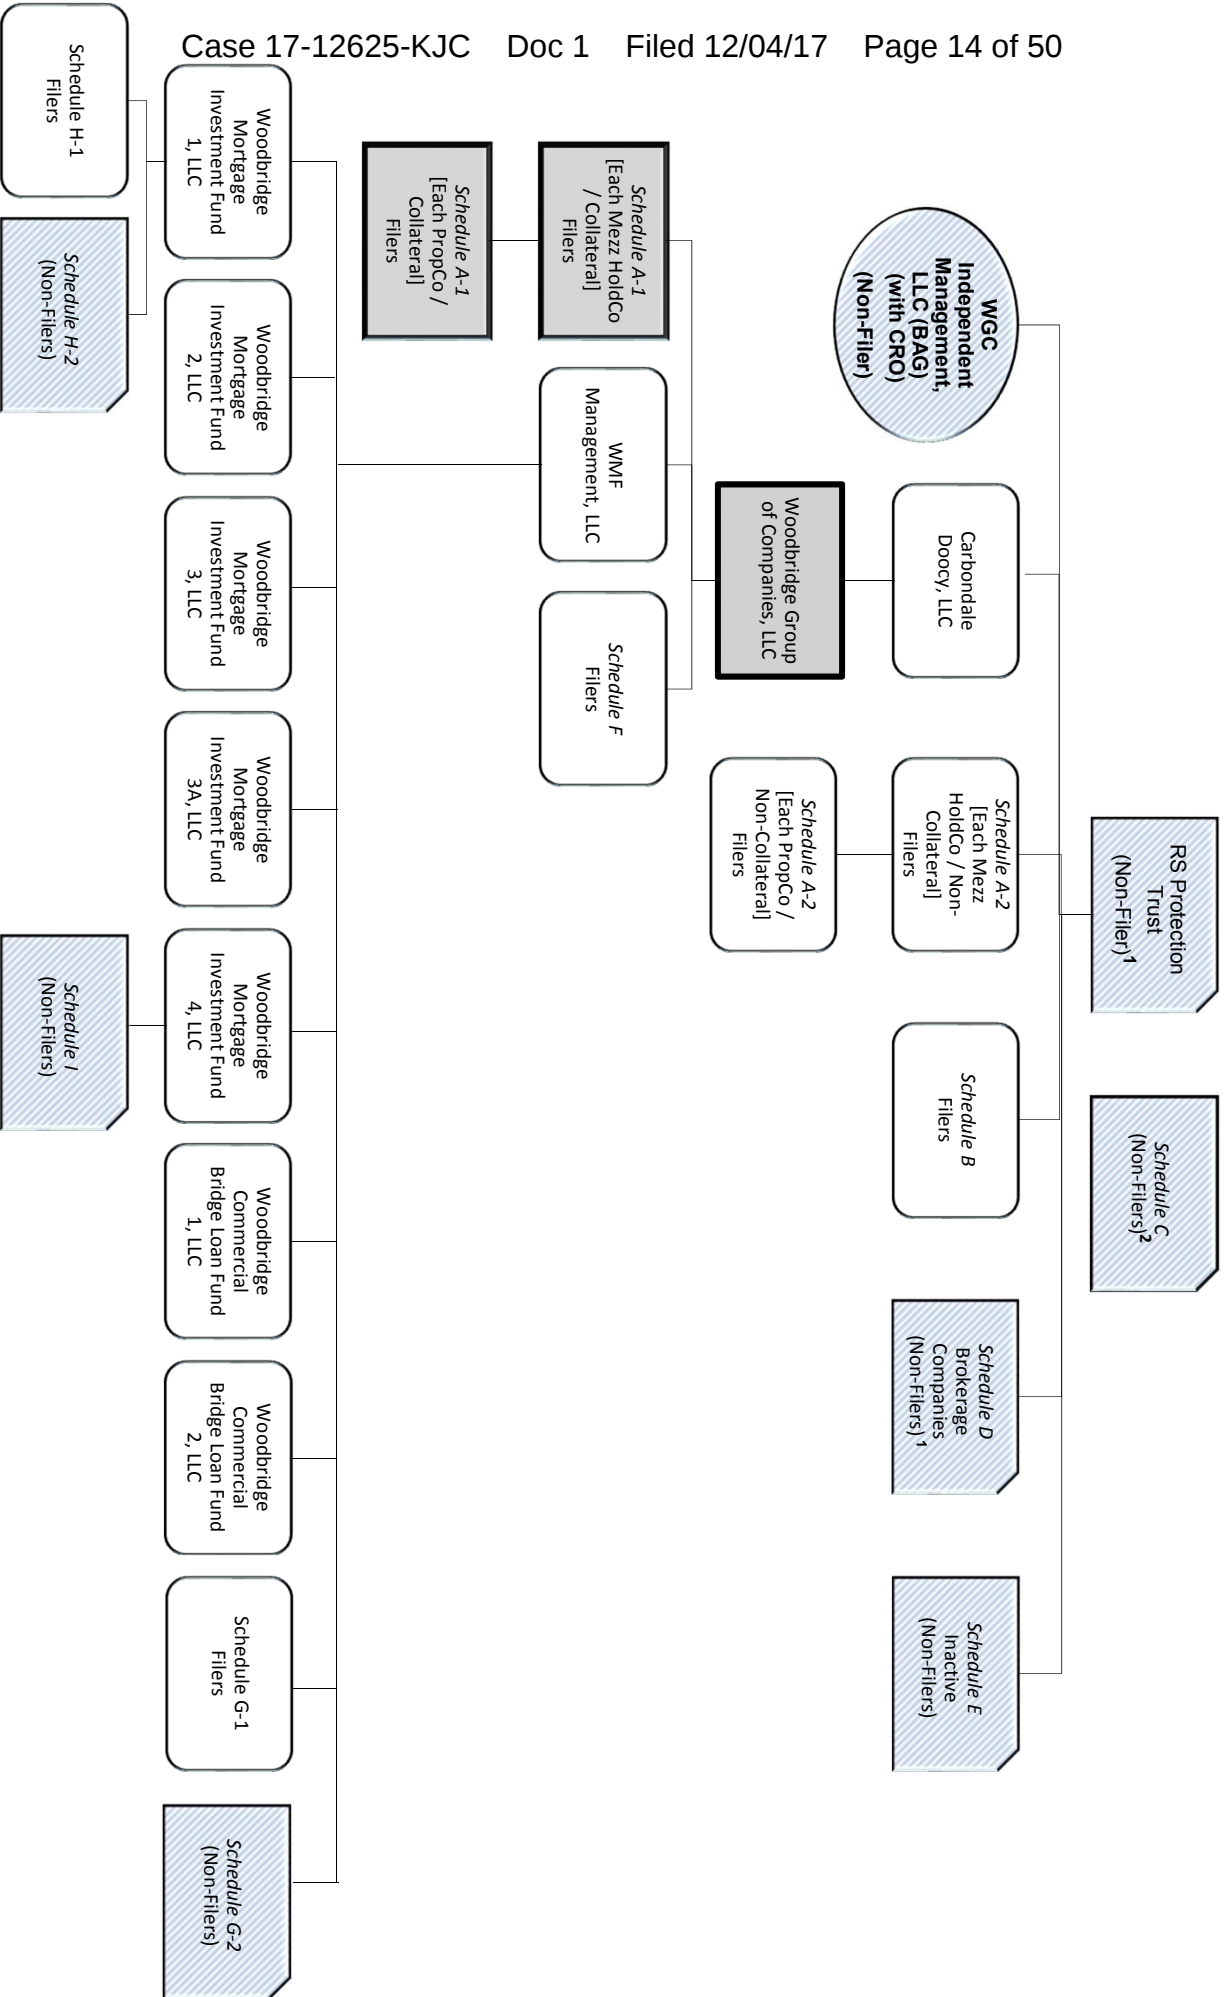 Case 17-12625-KJC Doc 1 Filed 12/04/17 Page 14 of 50
RS Protection
Trust
(Non-Filer)¹
Schedule C
(Non-Filers)²
WGC
Independent
Management,
LLC (BAG)
(with CRO)
(Non-Filer)
Carbondale
Doocy, LLC
Schedule A-2
[Each Mezz
HoldCo / Non-
Collateral]
Filers
Schedule B
Filers
Schedule D
Brokerage
Companies
(Non-Filers) ¹
Schedule E
Inactive
(Non-Filers)
Woodbridge Group
of Companies, LLC
Schedule A-2
[Each PropCo /
Non-Collateral]
Filers
Schedule A-1
[Each Mezz HoldCo
/ Collateral]
Filers
WMF
Management, LLC
Schedule F
Filers
Schedule A-1
[Each PropCo /
Collateral]
Filers
Woodbridge
Mortgage
Investment Fund
1, LLC
Woodbridge
Mortgage
Investment Fund
2, LLC
Woodbridge
Mortgage
Investment Fund
3, LLC
Woodbridge
Mortgage
Investment Fund
3A, LLC
Woodbridge
Mortgage
Investment Fund
4, LLC
Woodbridge
Commercial
Bridge Loan Fund
1, LLC
Woodbridge
Commercial
Bridge Loan Fund
2, LLC
Schedule G-1
Filers
Schedule G-2
(Non-Filers)
Schedule H-1
Filers
Schedule H-2
(Non-Filers)
Schedule I
(Non-Filers)